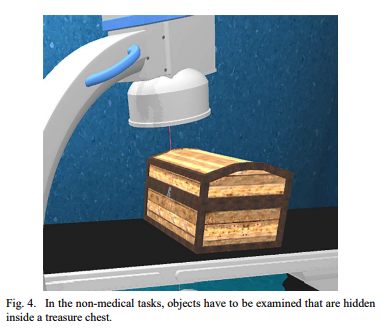 Fig. 4. In the non-medical tasks, objects have to be examined that are hidden
inside a treasure chest.